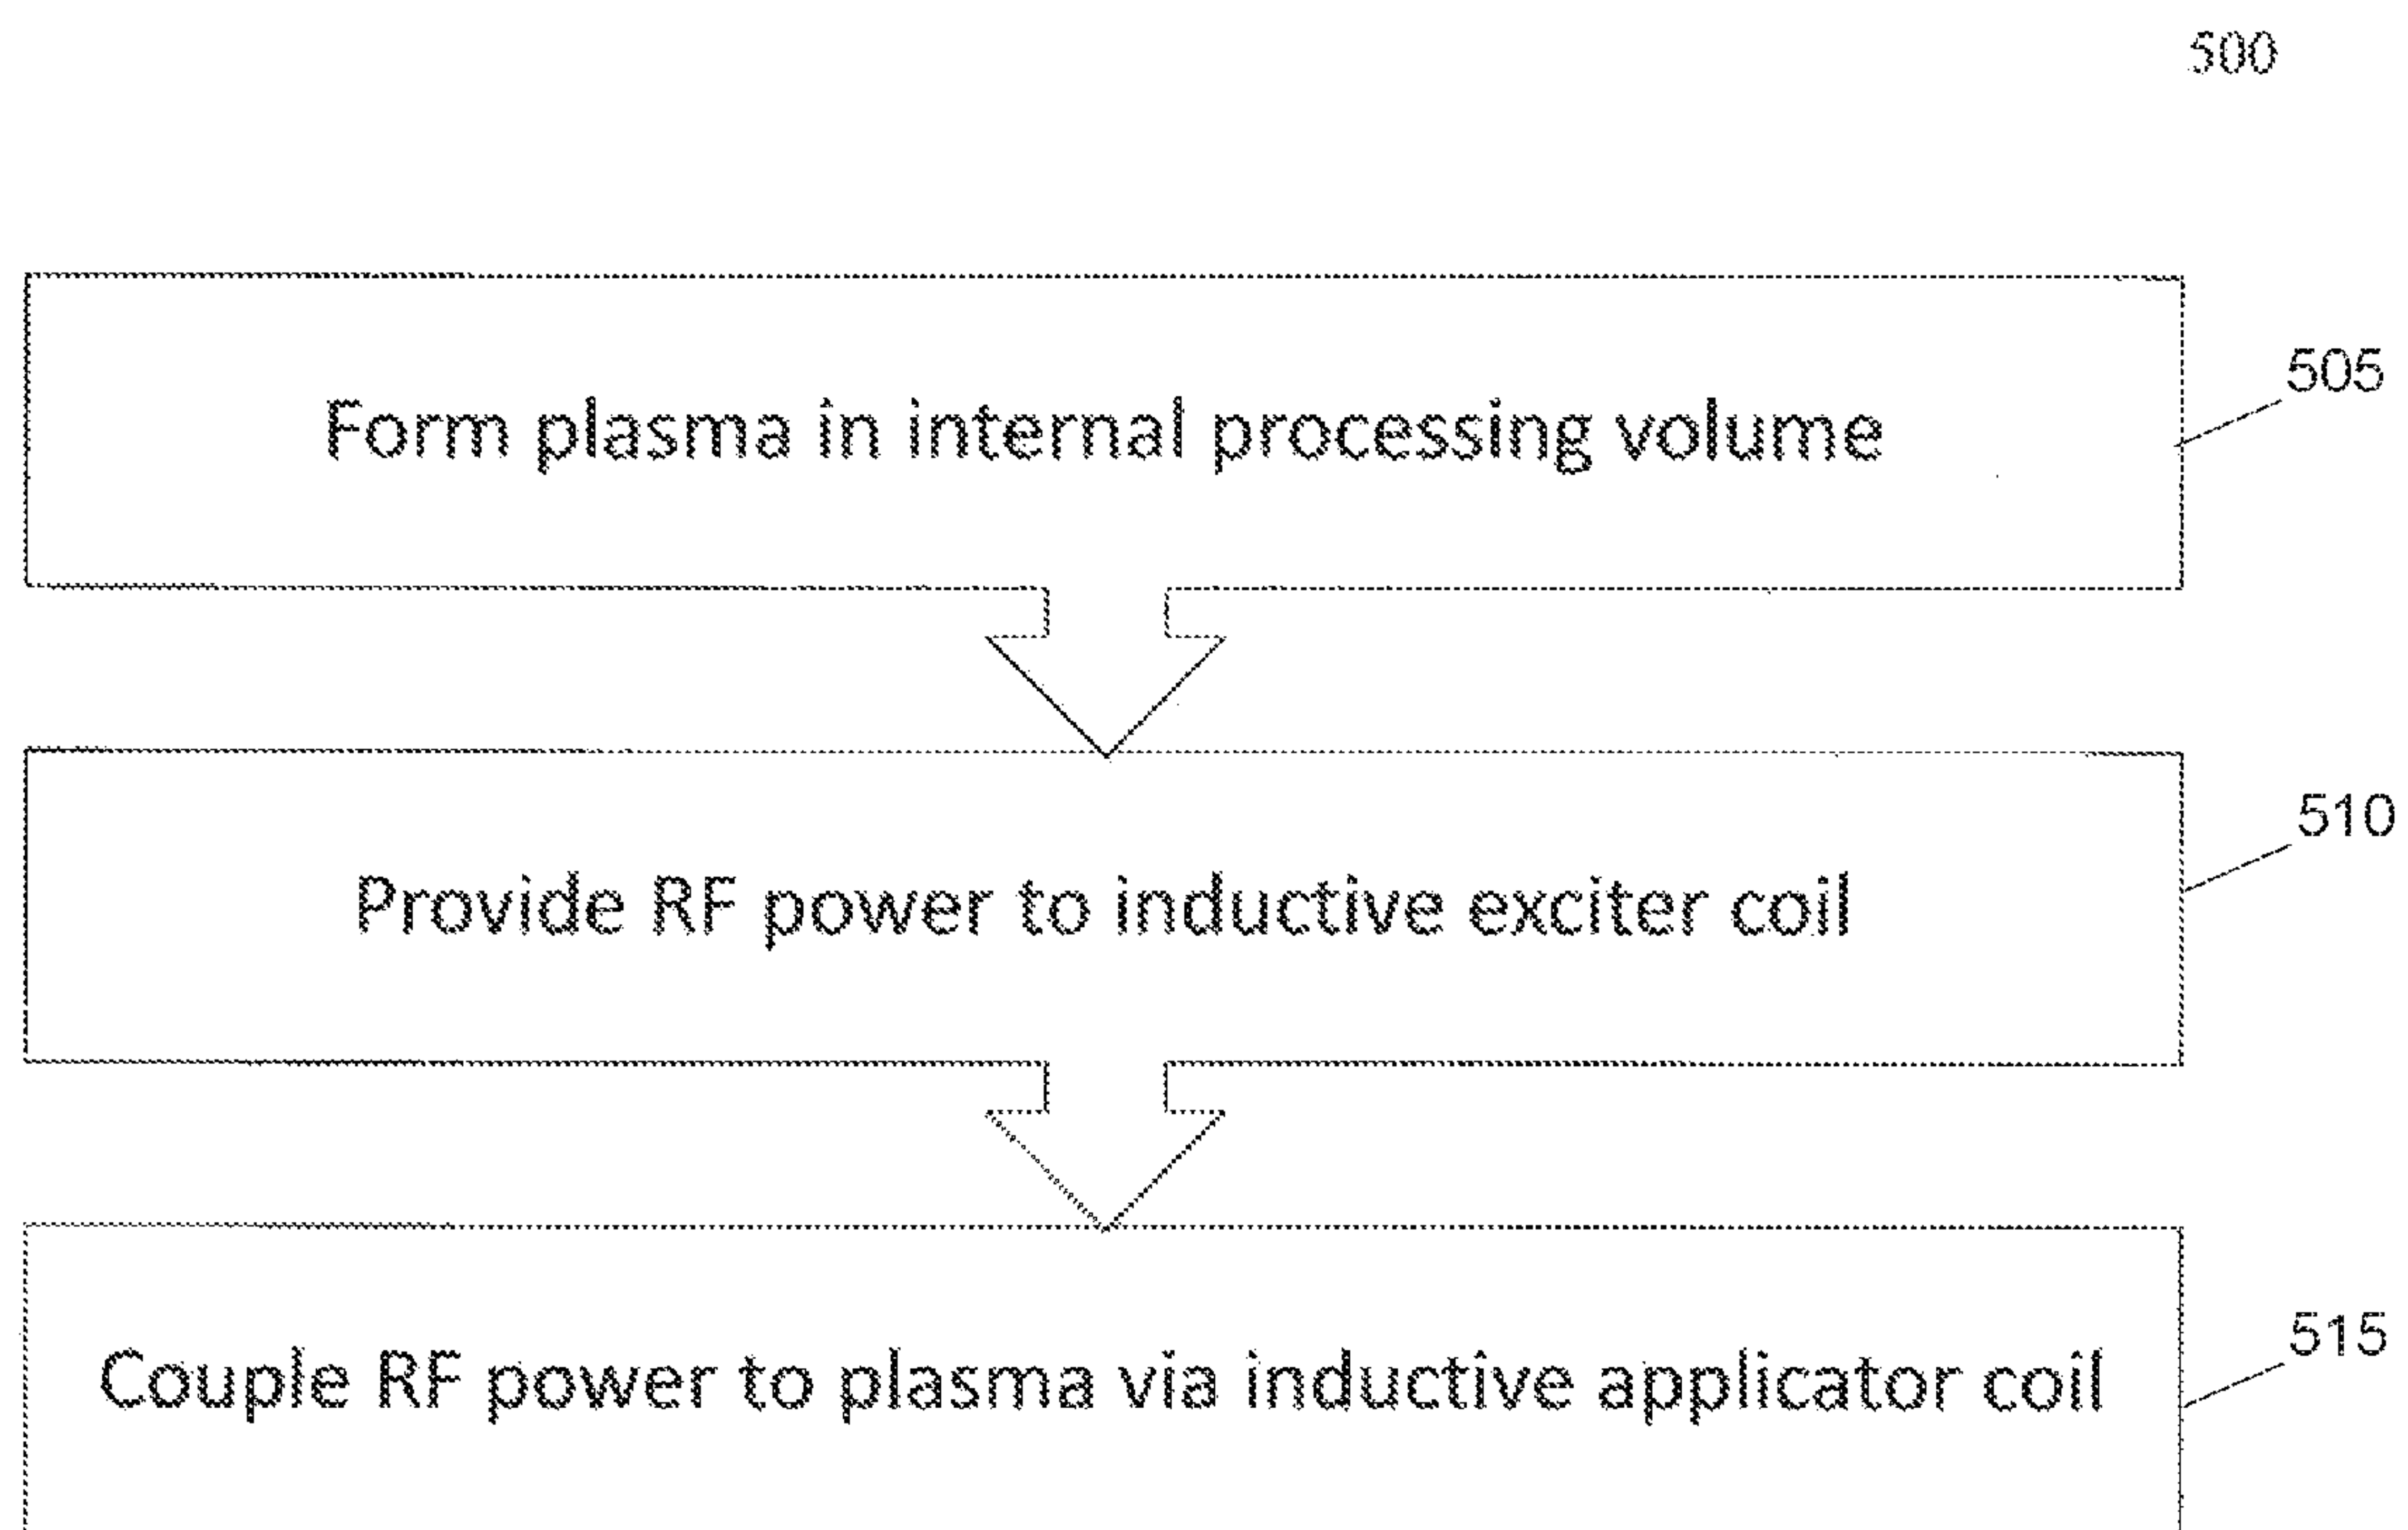 500
Form plasma in internal processing volume
505
Provide RF power to inductive exciter coil
510
Couple RF power to plasma via inductive applicator coil
515